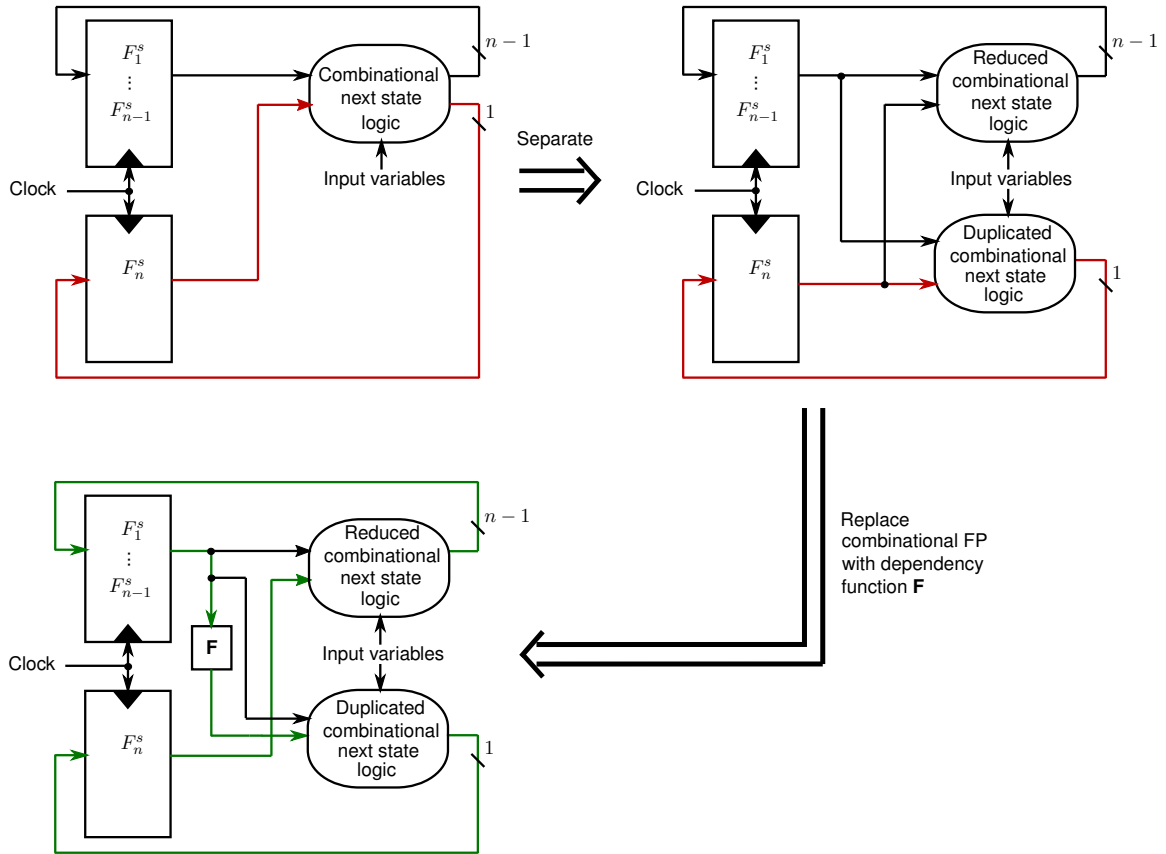 $F_1^s$
⋮
$F_{n-1}^s$
Combinational
next state
logic
$n-1$
1
Input variables
Clock
$F_n^s$
Separate
$F_1^s$
⋮
$F_{n-1}^s$
Reduced
combinational
next state
logic
$n-1$
Input variables
Clock
$F_n^s$
Duplicated
combinational
next state
logic
1
Replace
combinational FP
with dependency
function F
$F_1^s$
⋮
$F_{n-1}^s$
Reduced
combinational
next state
logic
$n-1$
F
Input variables
Clock
$F_n^s$
Duplicated
combinational
next state
logic
1